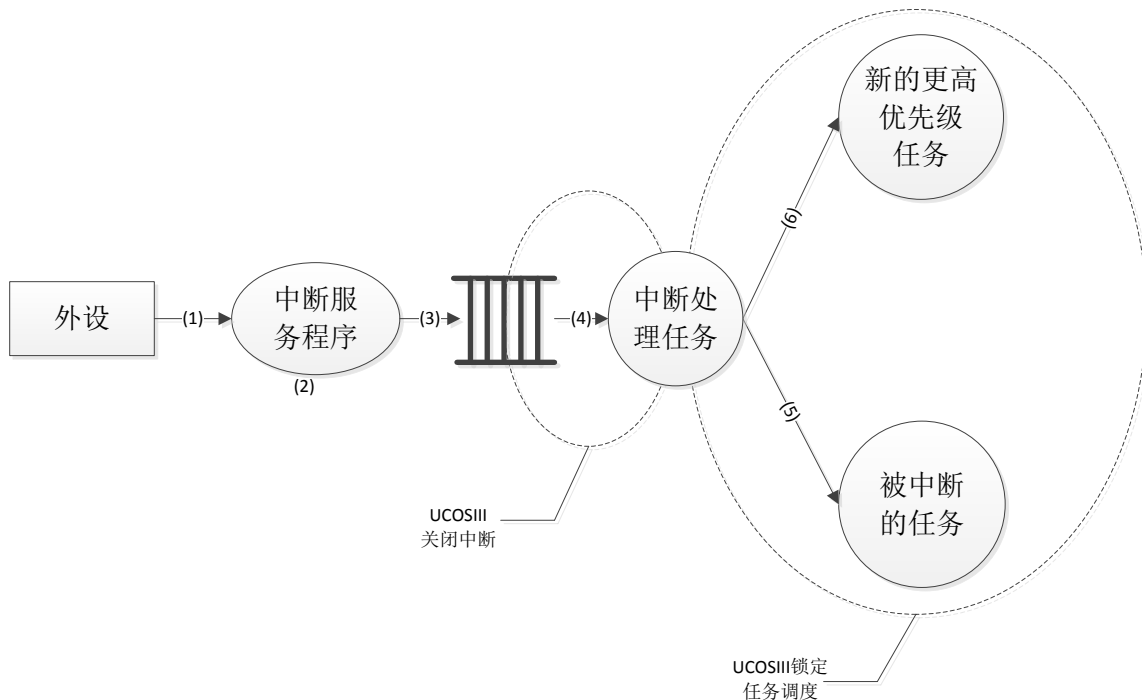 新的更高
优先级
任务
(6)
外设
(1)
中断服
务程序
(2)
(3)
(4)
中断处
理任务
(5)
被中断
的任务
UCOSIII
关闭中断
UCOSIII锁定
任务调度